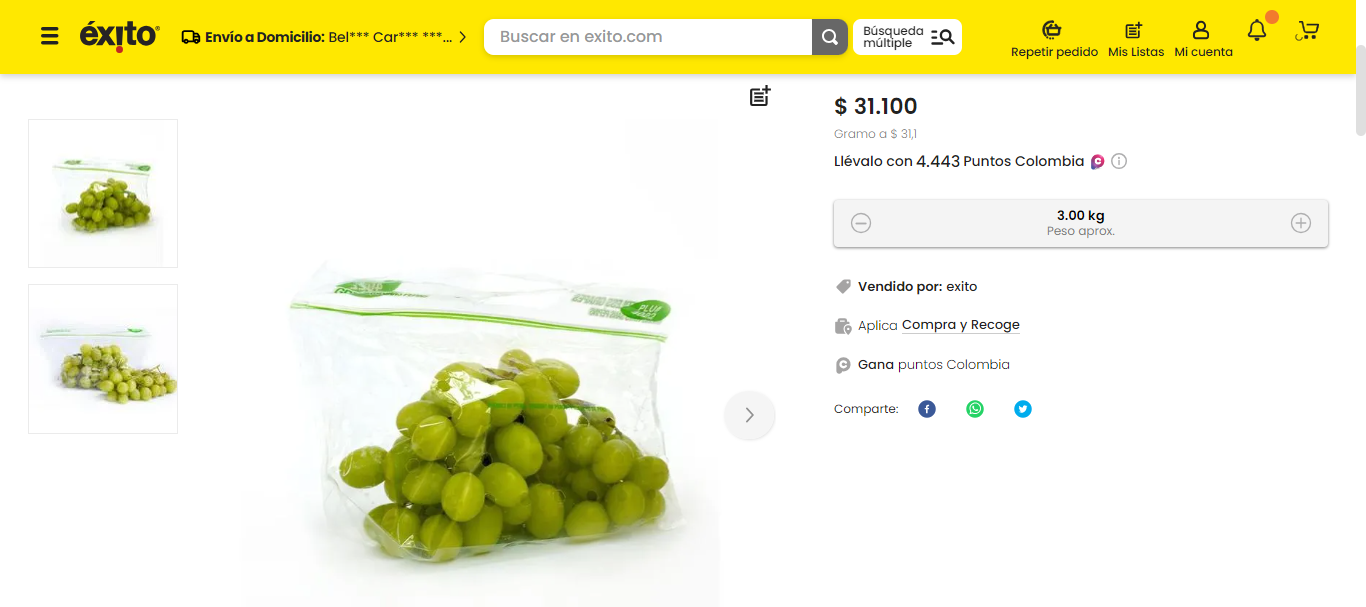 éxito
Envío a Domicilio: Bel*** Car*** ***...
Buscar en exito.com
Búsqueda
múltiple
Repetir pedido
Mis Listas
Mi cuenta
$ 31.100
Gramo a $ 31,1
Llévalo con 4.443 Puntos Colombia
3.00 kg
Peso aprox.
Vendido por: exito
Aplica Compra y Recoge
Gana puntos Colombia
Comparte: